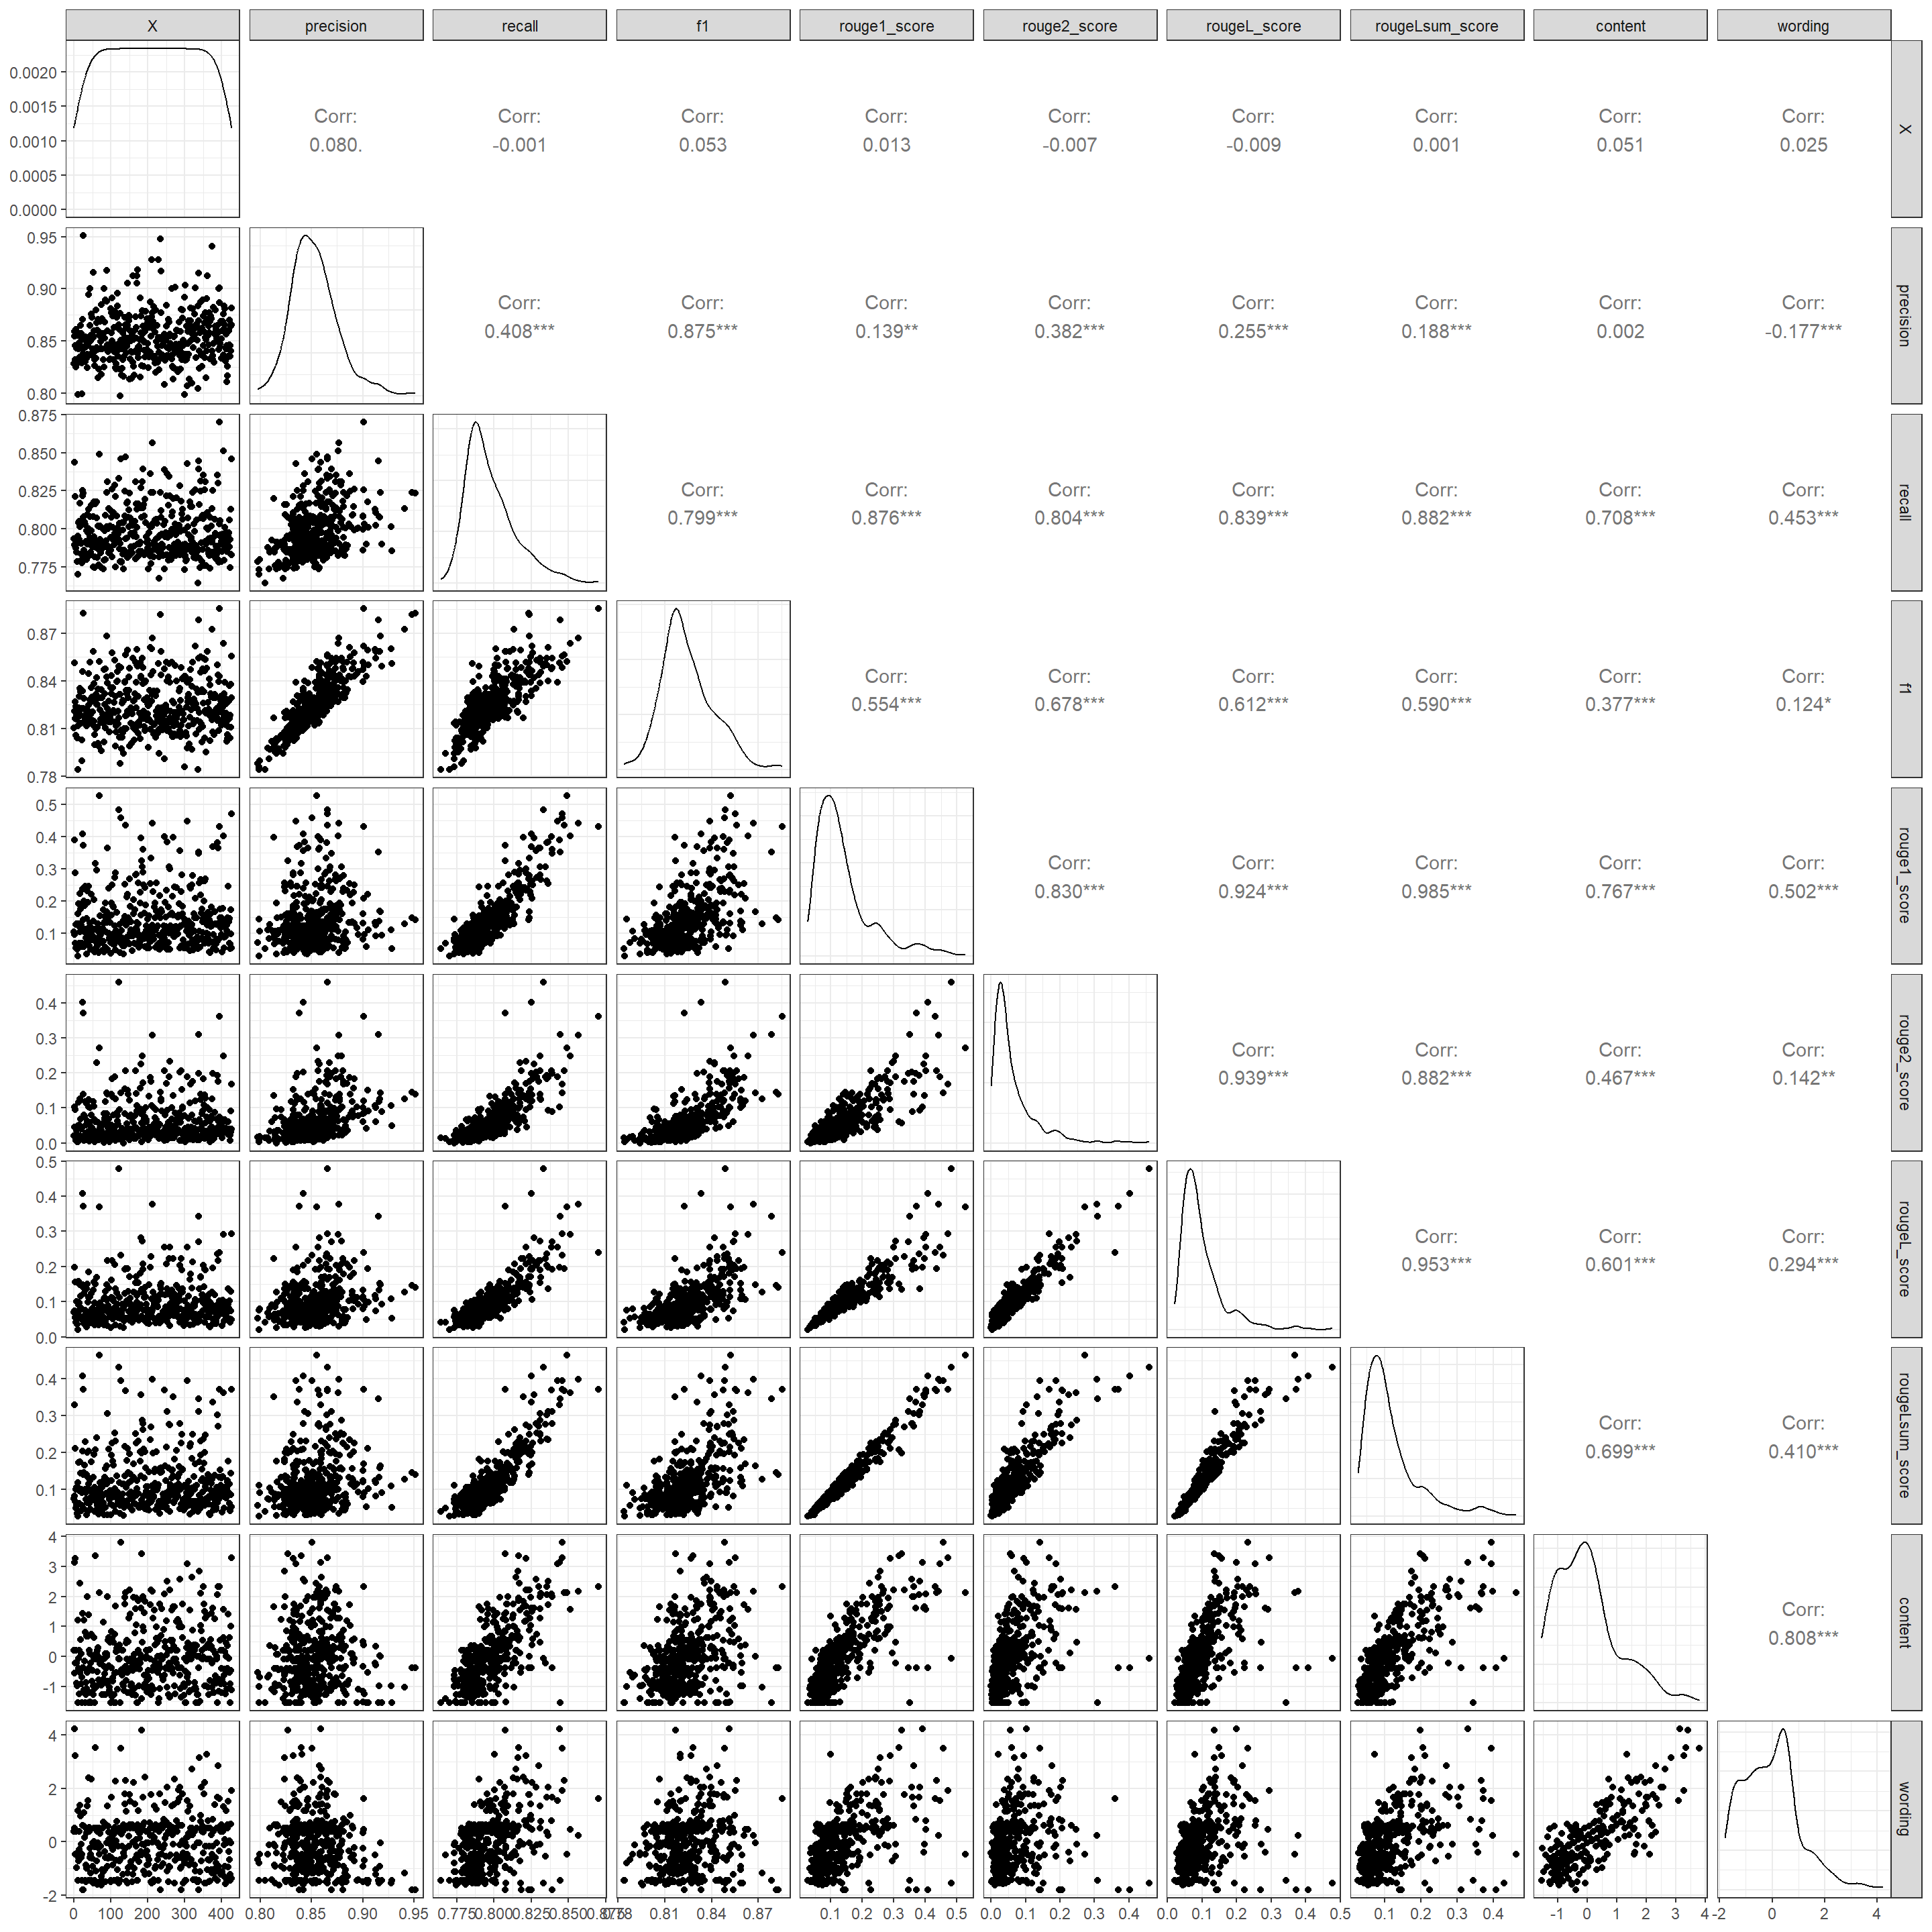 X precision recall f1 rouge1_score rouge2_score rougeL_score rougeLsum_score content wording
0.0020
0.0015
0.0010
0.0005
0.0000
Corr: Corr: Corr: Corr: Corr: Corr: Corr: Corr: Corr:
0.080. -0.001 0.053 0.013 -0.007 -0.009 0.001 0.051 0.025
X
0.95
0.90
0.85
0.80
Corr: Corr: Corr: Corr: Corr: Corr: Corr: Corr:
0.408*** 0.875*** 0.139** 0.382*** 0.255*** 0.188*** 0.002 -0.177***
precision
0.875
0.850
0.825
0.800
0.775
Corr: Corr: Corr: Corr: Corr: Corr: Corr:
0.799*** 0.876*** 0.804*** 0.839*** 0.882*** 0.708*** 0.453***
recall
0.87
0.84
0.81
0.78
Corr: Corr: Corr: Corr: Corr: Corr:
0.554*** 0.678*** 0.612*** 0.590*** 0.377*** 0.124*
f1
0.5
0.4
0.3
0.2
0.1
Corr: Corr: Corr: Corr: Corr:
0.830*** 0.924*** 0.985*** 0.767*** 0.502***
rouge1_score
0.4
0.3
0.2
0.1
0.0
Corr: Corr: Corr: Corr:
0.939*** 0.882*** 0.467*** 0.142**
rouge2_score
0.5
0.4
0.3
0.2
0.1
0.0
Corr: Corr: Corr:
0.953*** 0.601*** 0.294***
rougeL_score
0.4
0.3
0.2
0.1
Corr: Corr:
0.699*** 0.410***
rougeLsum_score
4
3
2
1
0
-1
Corr:
0.808***
content
4
2
0
-2
wording
0 100 200 300 400 0.80 0.85 0.90 0.95 0.775 0.800 0.825 0.850 0.875 0.78 0.81 0.84 0.87 0.1 0.2 0.3 0.4 0.5 0.0 0.1 0.2 0.3 0.4 0.0 0.1 0.2 0.3 0.4 0.5 0.1 0.2 0.3 0.4 -1 0 1 2 3 4 -2 0 2 4